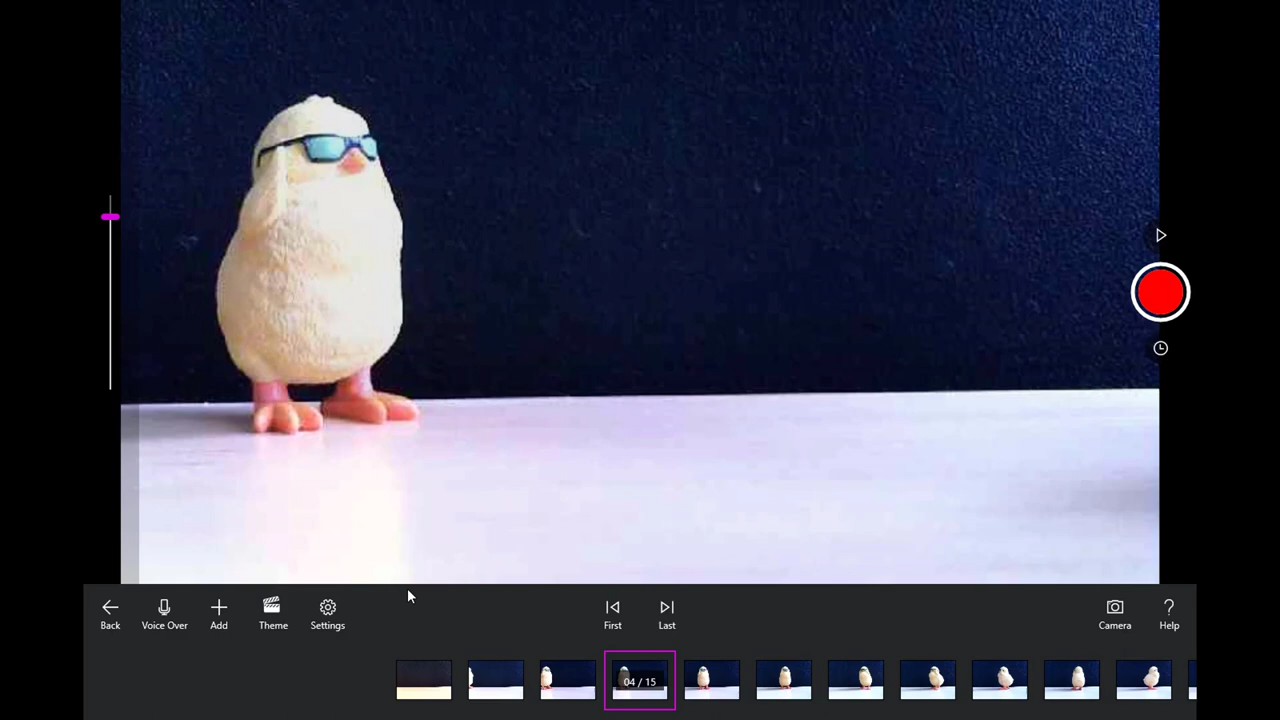 Back
Voice Over
Add
Theme
Settings
First
Last
Camera
Help
04 / 15